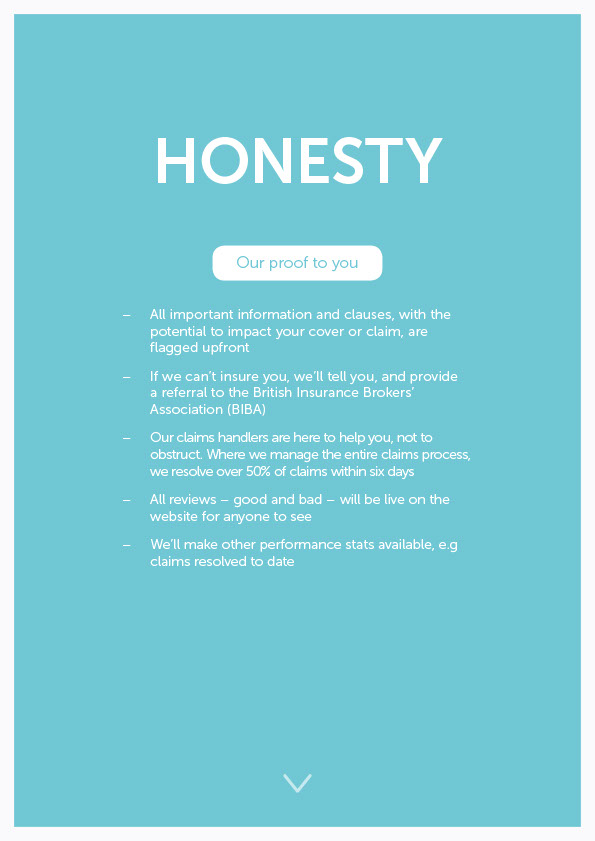 HONESTY
Our proof to you
– All important information and clauses, with the
potential to impact your cover or claim, are
flagged upfront
– If we can’t insure you, we’ll tell you, and provide
a referral to the British Insurance Brokers’
Association (BIBA)
– Our claims handlers are here to help you, not to
obstruct. Where we manage the entire claims process,
we resolve over 50% of claims within six days
– All reviews – good and bad – will be live on the
website for anyone to see
– We’ll make other performance stats available, e.g
claims resolved to date